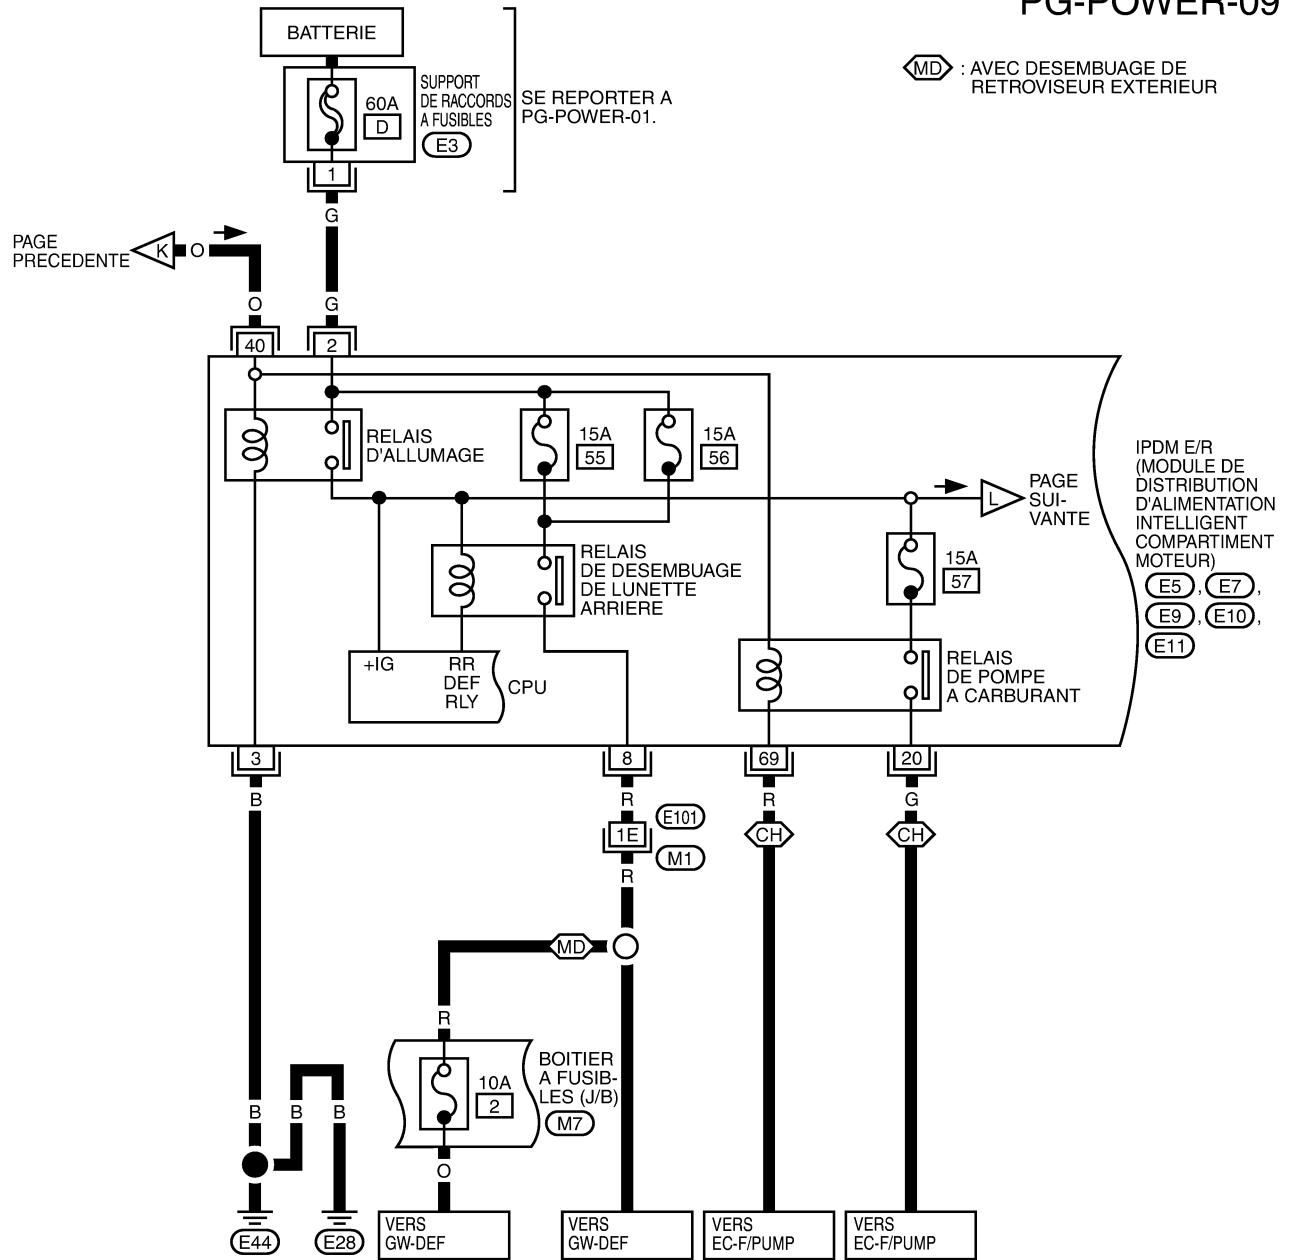 PG-POWER-09
BATTERIE
MD : AVEC DESEMBUAGE DE
RETROVISEUR EXTERIEUR
60A
D
SUPPORT
DE RACCORDS
A FUSIBLES
E3
SE REPORTER A
PG-POWER-01.
1
G
PAGE
PRECEDENTE
K
O
O
G
40
2
RELAIS
D'ALLUMAGE
15A
55
15A
56
PAGE
SUI-
VANTE
L
IPDM E/R
(MODULE DE
DISTRIBUTION
D'ALIMENTATION
INTELLIGENT
COMPARTIMENT
MOTEUR)
E5 , E7 ,
E9 , E10 ,
E11
RELAIS
DE DESEMBUAGE
DE LUNETTE
ARRIERE
15A
57
+IG
RR
DEF
RLY
CPU
RELAIS
DE POMPE
A CARBURANT
3
8
69
20
B
R
R
G
1E
E101
M1
CH
CH
R
MD
R
BOITIER
A FUSIB-
LES (J/B)
M7
10A
2
B
B
B
O
E44
E28
VERS
GW-DEF
VERS
GW-DEF
VERS
EC-F/PUMP
VERS
EC-F/PUMP